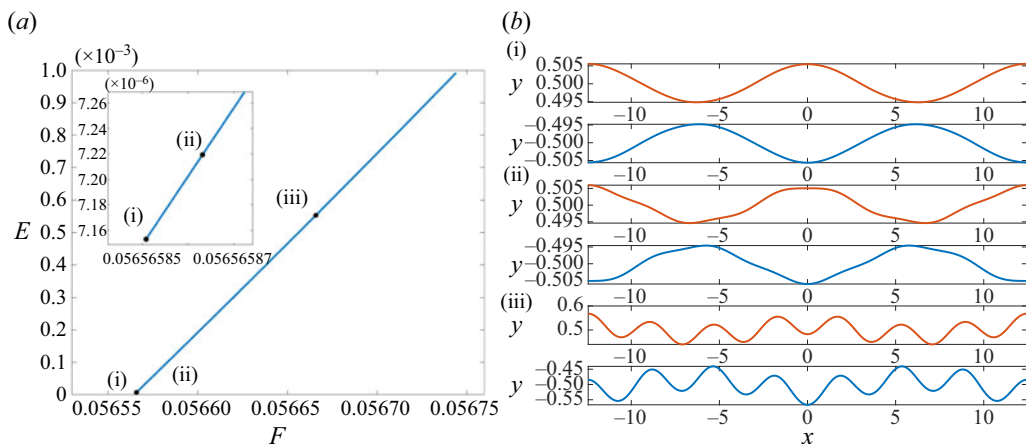 (a)
(×10⁻³)
1.0
0.9
0.8
0.7
0.6
0.5
0.4
0.3
0.2
0.1
0
E
(×10⁻⁶)
7.26
7.24
7.22
7.20
7.18
7.16
(ii)
(i)
0.05656585 0.05656587
(iii)
(i) (ii)
0.05655 0.05660 0.05665 0.05670 0.05675
F
(b)
(i)
y 0.505
0.495
−10 −5 0 5 10
y −0.495
−0.500
−0.505
−10 −5 0 5 10
(ii)
y 0.505
0.500
0.495
−10 −5 0 5 10
y −0.495
−0.500
−0.505
−10 −5 0 5 10
(iii)
y 0.6
0.5
−10 −5 0 5 10
y −0.45
−0.50
−0.55
−10 −5 0 5 10
x